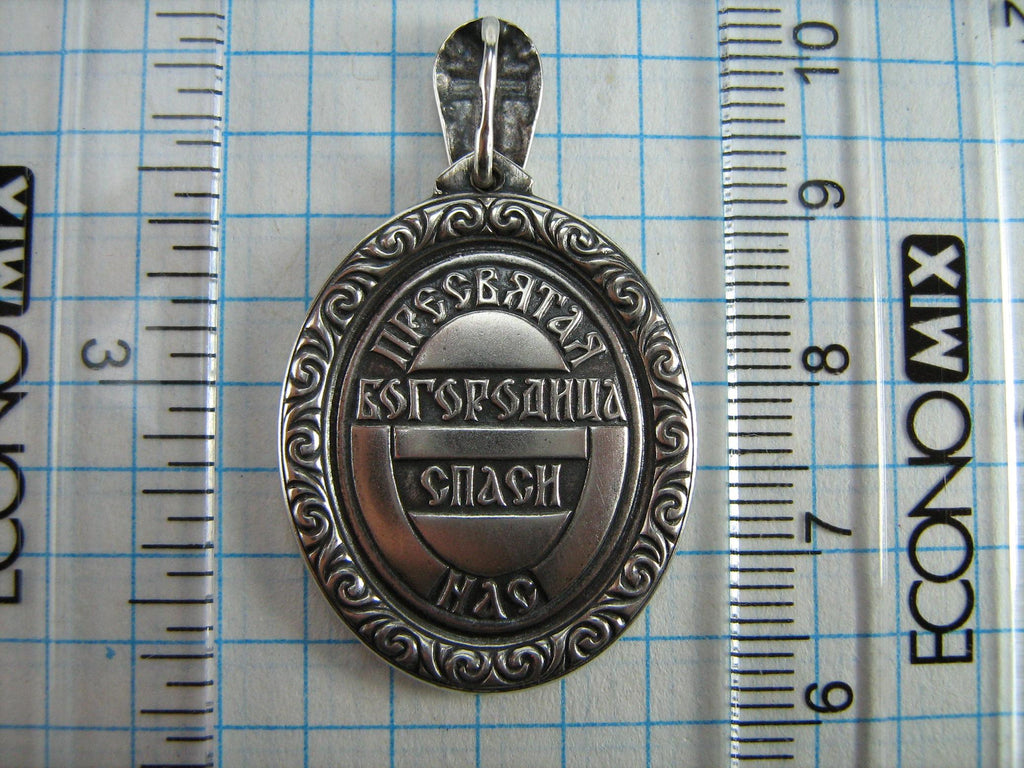 ПРЕСВЯТАЯ
БОГОРОДИЦА
СПАСИ
НАС
3
10
9
8
7
6
ECONOMIX
ECONOMIX